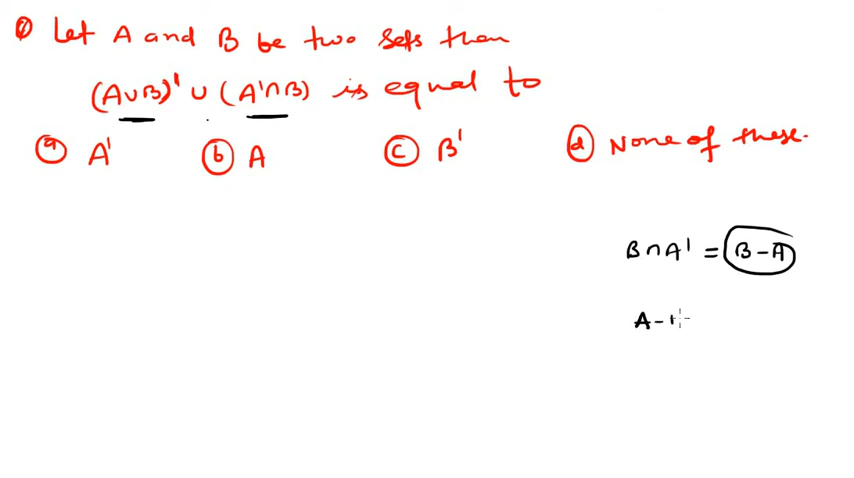 Let A and B be two sets then
(A∪B)' ∪ (A'∩B) is equal to
(a) A' (b) A (c) B' (d) None of these.
B ∩ A' = B - A
A -